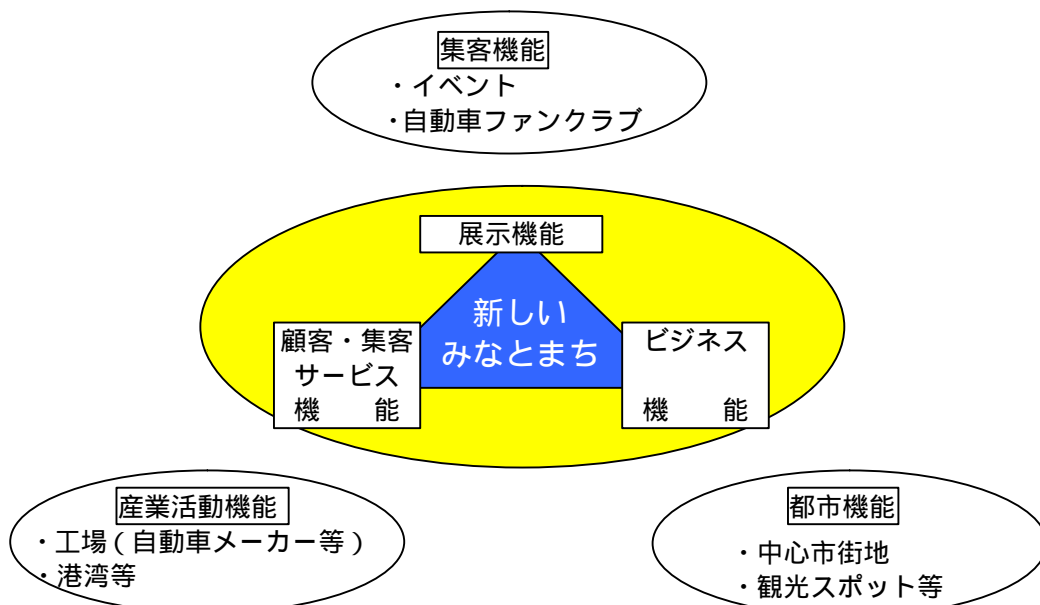 集客機能
・イベント
・自動車ファンクラブ
展示機能
新しい
みなとまち
顧客・集客
サービス
機　　能
ビジネス
機　　能
産業活動機能
・工場（自動車メーカー等）
・港湾等
都市機能
・中心市街地
・観光スポット等